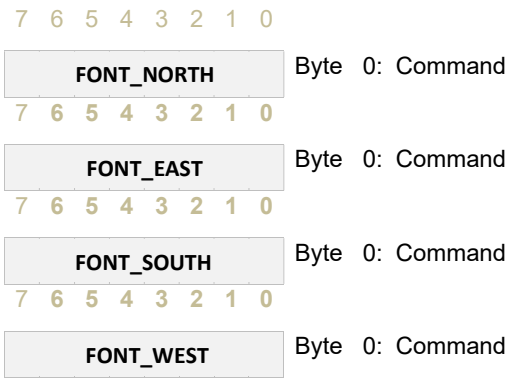 7 6 5 4 3 2 1 0
FONT_NORTH Byte 0: Command
7 6 5 4 3 2 1 0
FONT_EAST Byte 0: Command
7 6 5 4 3 2 1 0
FONT_SOUTH Byte 0: Command
7 6 5 4 3 2 1 0
FONT_WEST Byte 0: Command